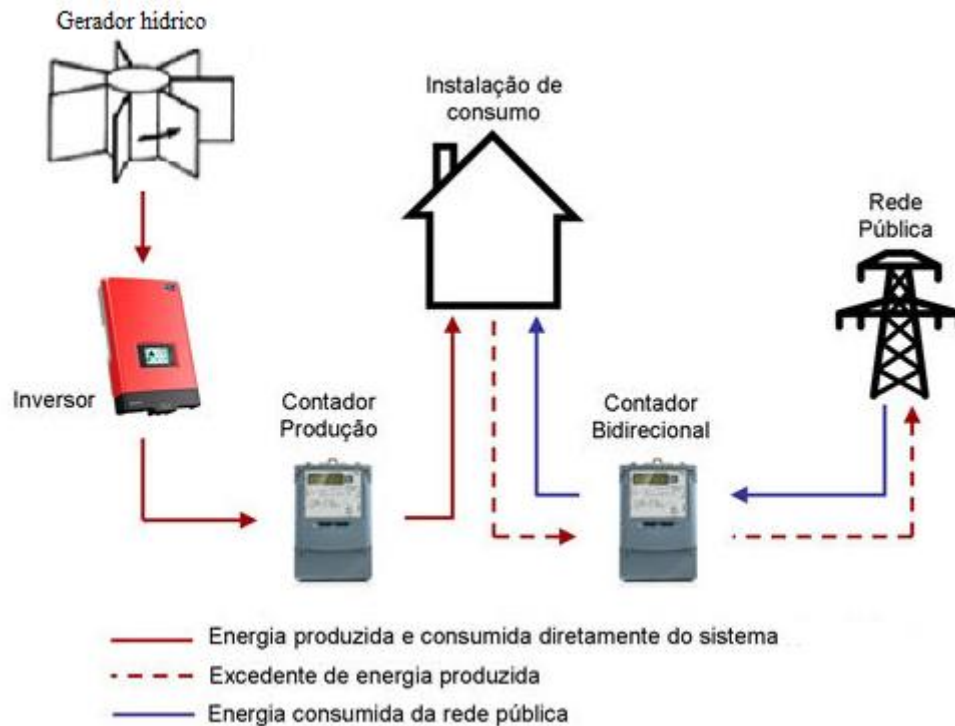 Gerador hídrico
Instalação de
consumo
Rede
Pública
Inversor
Contador
Produção
Contador
Bidirecional
Energia produzida e consumida diretamente do sistema
Excedente de energia produzida
Energia consumida da rede pública